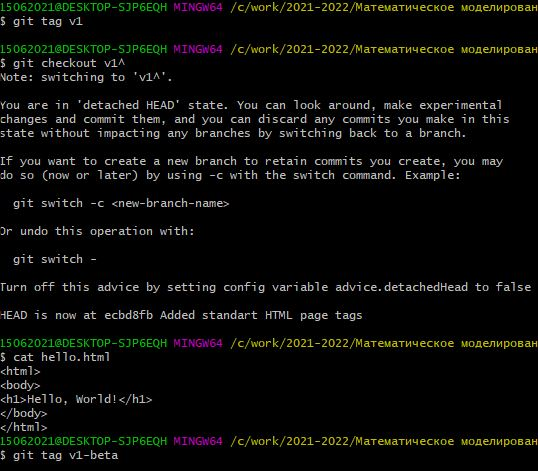 15062021@DESKTOP-SJP6EQH MINGW64 /c/work/2021-2022/Математическое моделирован
$ git tag v1
15062021@DESKTOP-SJP6EQH MINGW64 /c/work/2021-2022/Математическое моделирован
$ git checkout v1^
Note: switching to 'v1^'.
You are in 'detached HEAD' state. You can look around, make experimental
changes and commit them, and you can discard any commits you make in this
state without impacting any branches by switching back to a branch.
If you want to create a new branch to retain commits you create, you may
do so (now or later) by using -c with the switch command. Example:
git switch -c <new-branch-name>
Or undo this operation with:
git switch -
Turn off this advice by setting config variable advice.detachedHead to false
HEAD is now at ecbd8fb Added standart HTML page tags
15062021@DESKTOP-SJP6EQH MINGW64 /c/work/2021-2022/Математическое моделирован
$ cat hello.html
<html>
<body>
<h1>Hello, World!</h1>
</body>
</html>
15062021@DESKTOP-SJP6EQH MINGW64 /c/work/2021-2022/Математическое моделирован
$ git tag v1-beta